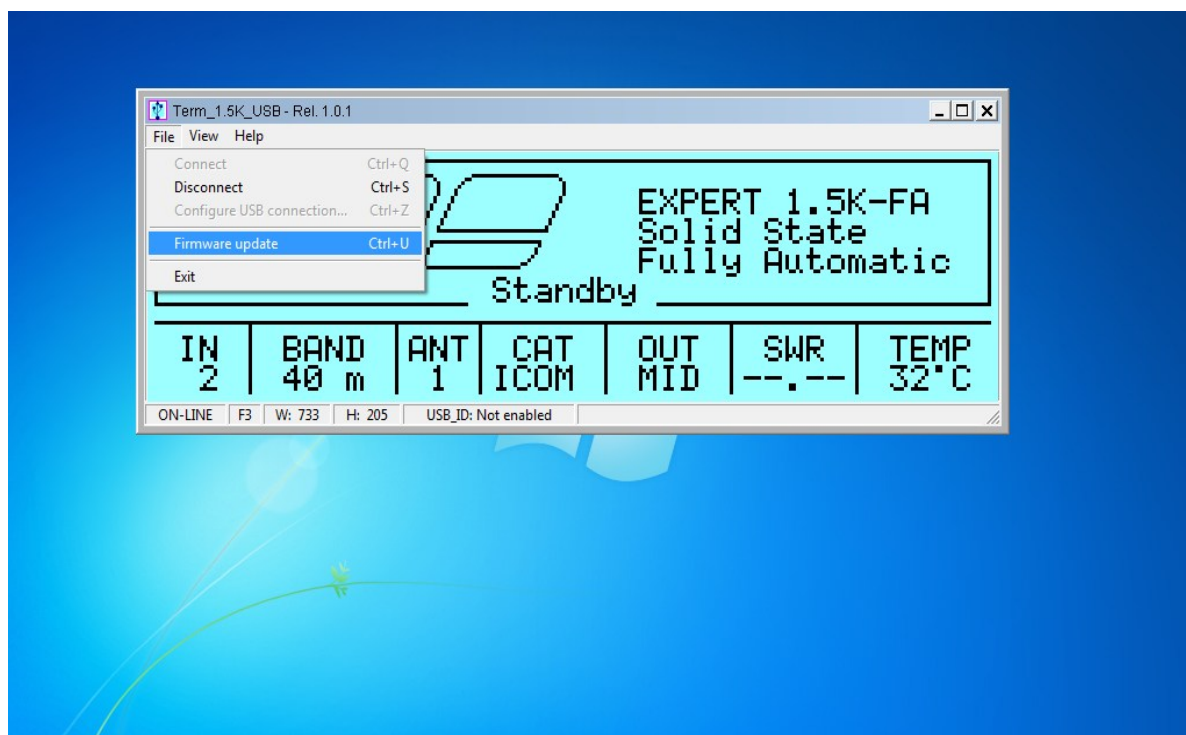 Term_1.5K_USB - Rel. 1.0.1
File View Help
Connect Ctrl+Q
Disconnect Ctrl+S
Configure USB connection... Ctrl+Z
Firmware update Ctrl+U
Exit
EXPERT 1.5K-FA
Solid State
Fully Automatic
Standby
IN BAND ANT CAT OUT SWR TEMP
2 40 m 1 ICOM MID --.-- 32°C
ON-LINE F3 W: 733 H: 205 USB_ID: Not enabled